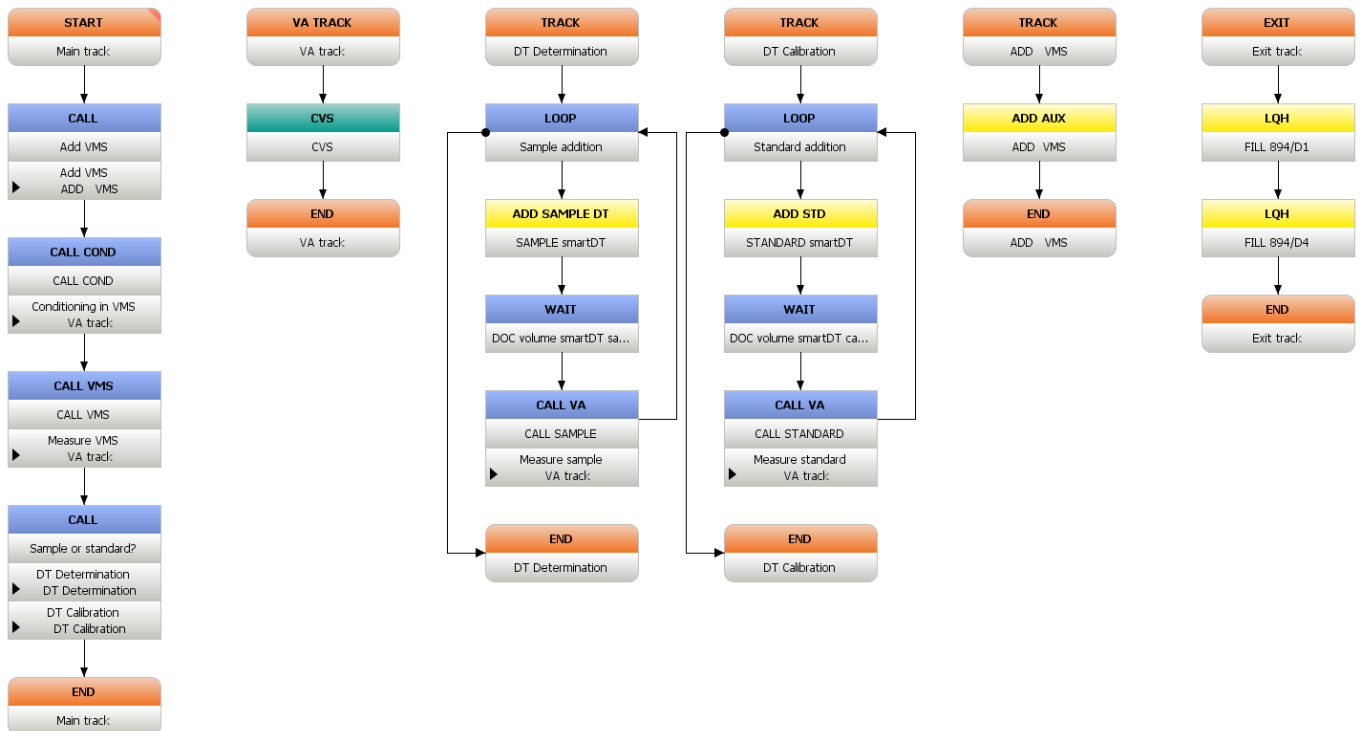 START
Main track
CALL
Add VMS
Add VMS
ADD VMS
CALL COND
CALL COND
Conditioning in VMS
VA track
CALL VMS
CALL VMS
Measure VMS
VA track
CALL
Sample or standard?
DT Determination
DT Determination
DT Calibration
DT Calibration
END
Main track
VA TRACK
VA track
CVS
CVS
END
VA track
TRACK
DT Determination
LOOP
Sample addition
ADD SAMPLE DT
SAMPLE smartDT
WAIT
DOC volume smartDT sa...
CALL VA
CALL SAMPLE
Measure sample
VA track
END
DT Determination
TRACK
DT Calibration
LOOP
Standard addition
ADD STD
STANDARD smartDT
WAIT
DOC volume smartDT ca...
CALL VA
CALL STANDARD
Measure standard
VA track
END
DT Calibration
TRACK
ADD VMS
ADD AUX
ADD VMS
END
ADD VMS
EXIT
Exit track
LQH
FILL 894/D1
LQH
FILL 894/D4
END
Exit track